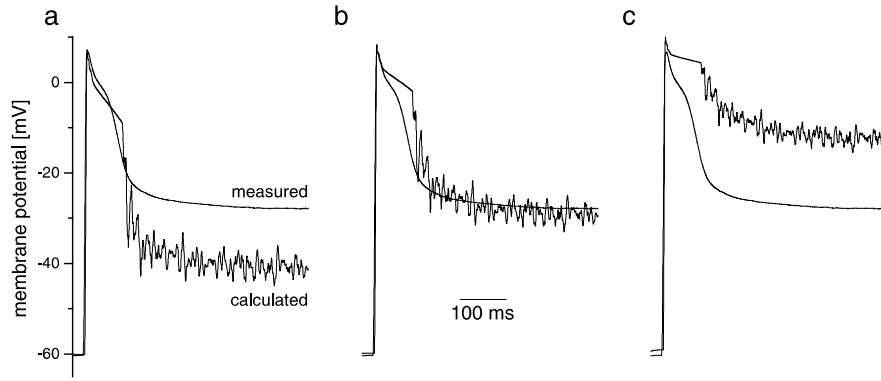 a
b
c
membrane potential [mV]
0
-20
-40
-60
measured
calculated
100 ms